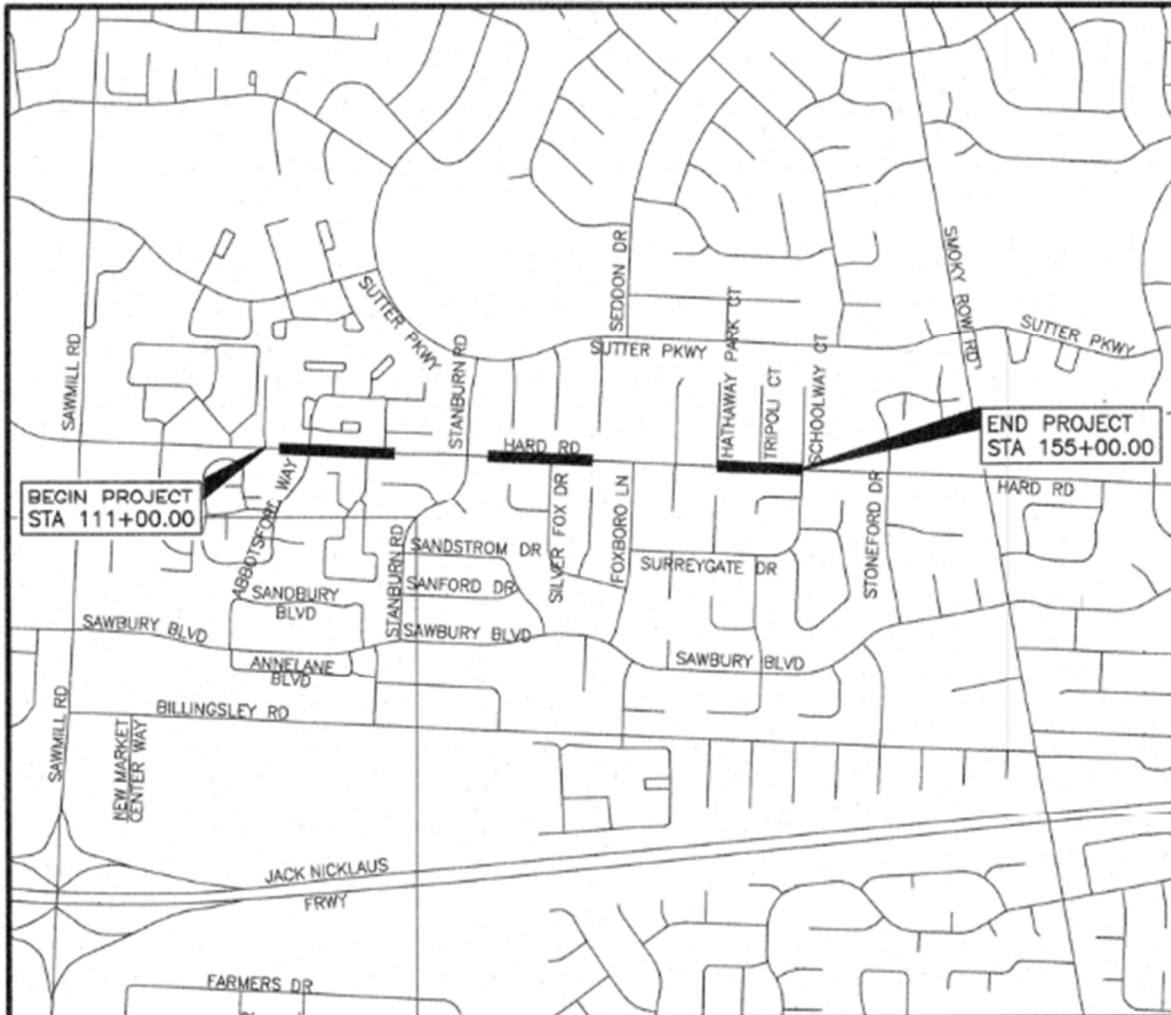 SEDDON DR
SMOKY ROW RD
SUTTER PKWY
HATHAWAY PARK CT
SUTTER PKWY
SAWMILL RD
STANBURN RD
SUTTER PKWY
TRIPOLI CT
SCHOOLWAY CT
END PROJECT
STA 155+00.00
HARD RD
HARD RD
BEGIN PROJECT
STA 111+00.00
ABBOTSFORD WAY
SILVER FOX DR
FOXBORO LN
STONEFORD DR
STANBURN RD
SANDSTROM DR
SURREYGATE DR
SANFORD DR
SANDBURY
BLVD
SAWBURY BLVD
SAWBURY BLVD
SAWBURY BLVD
ANNELANE
BLVD
BILLINGSLEY RD
SAWMILL RD
NEW MARKET
CENTER WAY
JACK NICKLAUS
FRWY
FARMERS DR